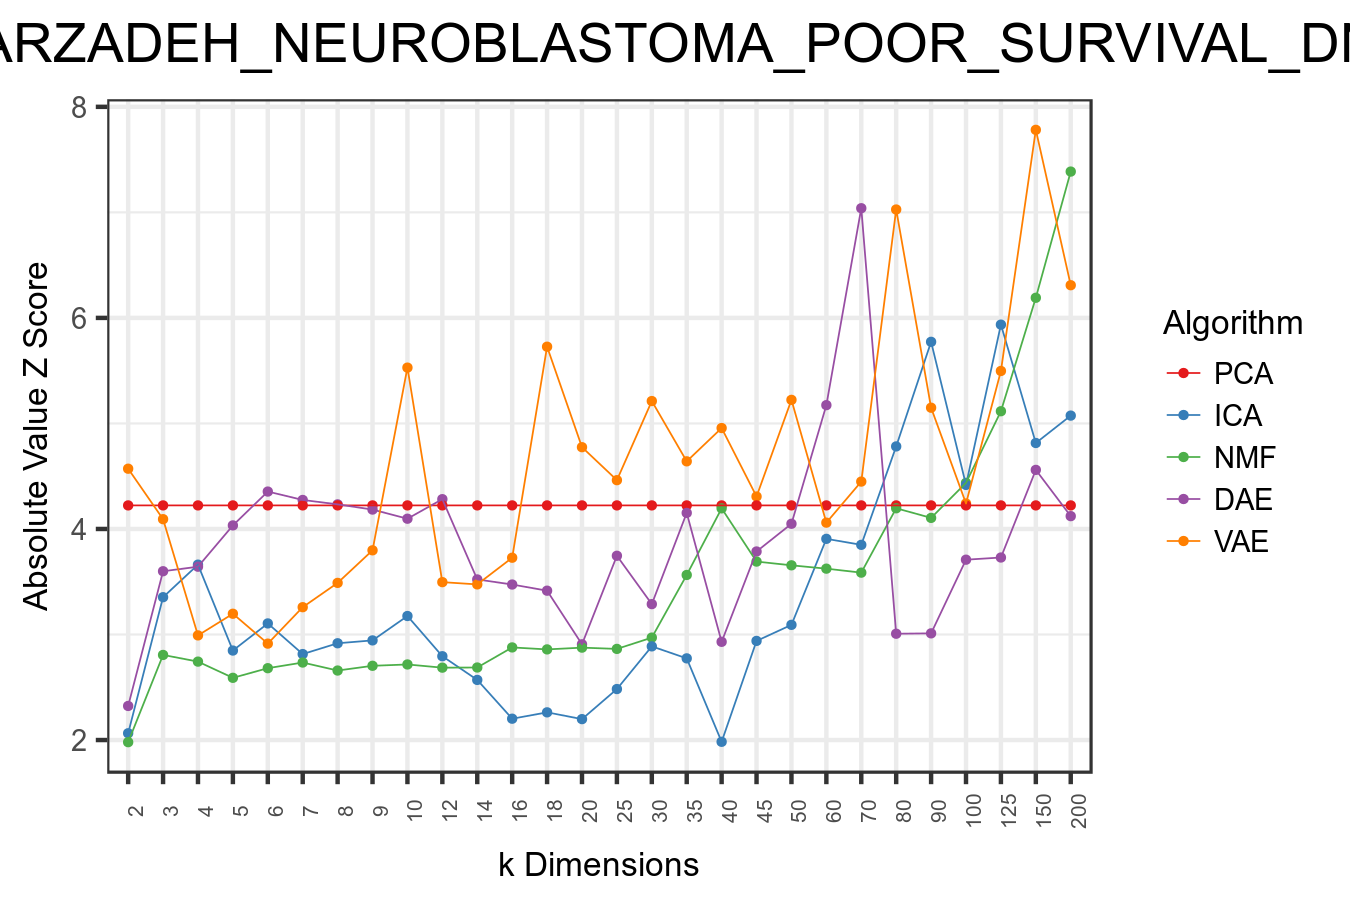 ARZADEH_NEUROBLASTOMA_POOR_SURVIVAL_DN
8
6
4
2
Absolute Value Z Score
2 3 4 5 6 7 8 9 10 12 14 16 18 20 25 30 35 40 45 50 60 70 80 90 100 125 150 200
k Dimensions
Algorithm
PCA
ICA
NMF
DAE
VAE